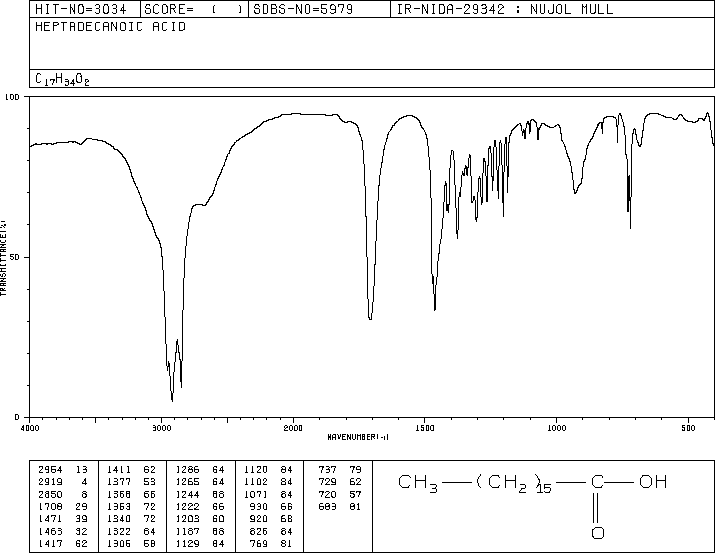 HIT-NO=3034 SCORE= ( ) SDBS-NO=5979 IR-NIDA-29342 : NUJOL MULL
HEPTADECANOIC ACID
C17H34O2
100
50
0
TRANSMITTANCE(%)
4000 3000 2000 1500 1000 500
WAVENUMBER(-1)
2954 13 1411 62 1286 64 1120 84 737 79
2919 4 1377 53 1265 64 1102 84 729 62
2850 8 1368 66 1244 68 1071 84 720 57
1708 29 1363 72 1222 66 930 66 689 81
1471 39 1340 72 1203 60 920 68
1463 32 1322 64 1187 68 826 84
1417 62 1306 58 1129 84 769 81
CH3 (CH2)15 C OH
O